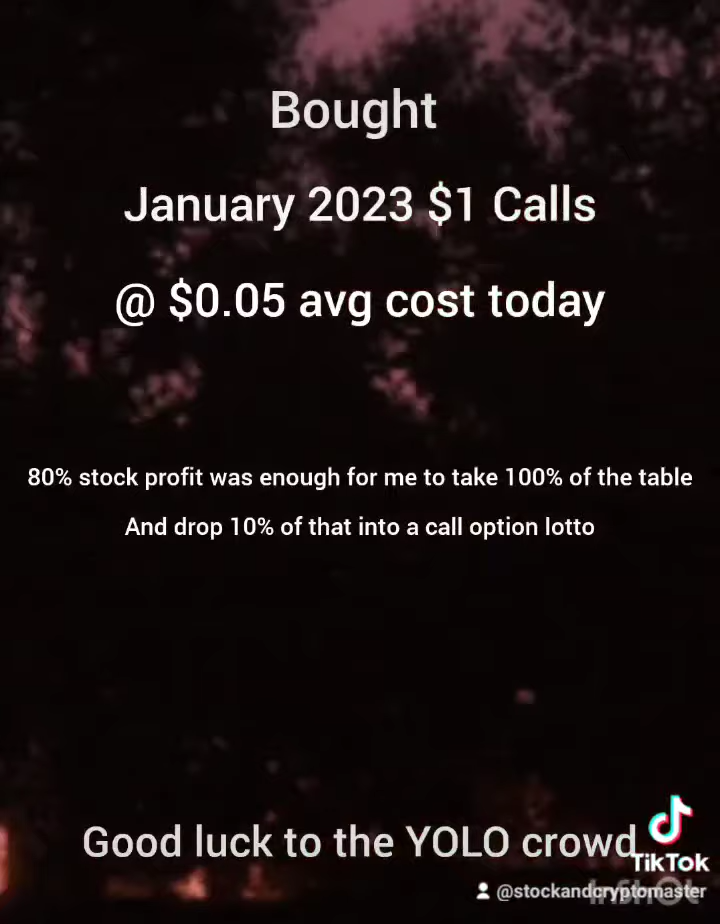 Bought
January 2023 $1 Calls
@ $0.05 avg cost today
80% stock profit was enough for me to take 100% of the table
And drop 10% of that into a call option lotto
Good luck to the YOLO crowd
TikTok
@stockandcryptomaster
InShOt